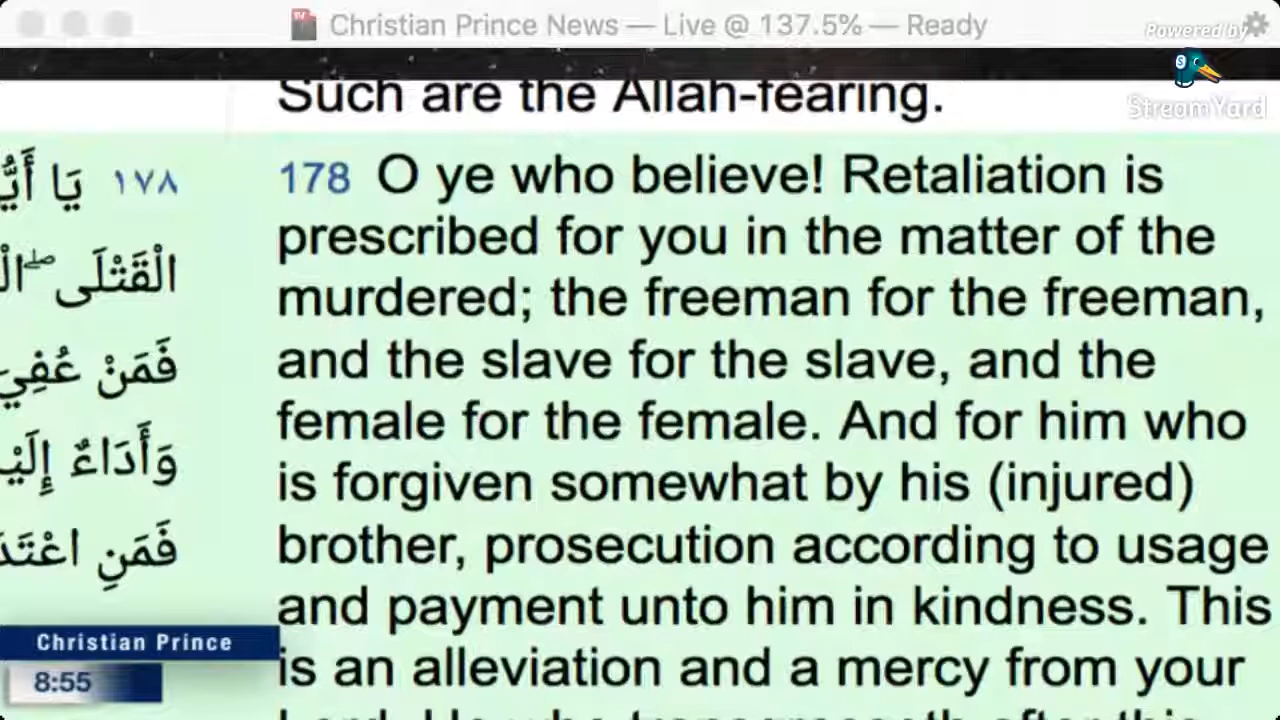 Christian Prince News — Live @ 137.5% — Ready
Powered by
StreamYard
Such are the Allah-fearing.
178 O ye who believe! Retaliation is
prescribed for you in the matter of the
murdered; the freeman for the freeman,
and the slave for the slave, and the
female for the female. And for him who
is forgiven somewhat by his (injured)
brother, prosecution according to usage
and payment unto him in kindness. This
is an alleviation and a mercy from your
١٧٨ يَا
الْقَتْلَى ۖ
فَمَنْ عُفِيَ
وَأَدَاءٌ
فَمَنِ
Christian Prince
8:55